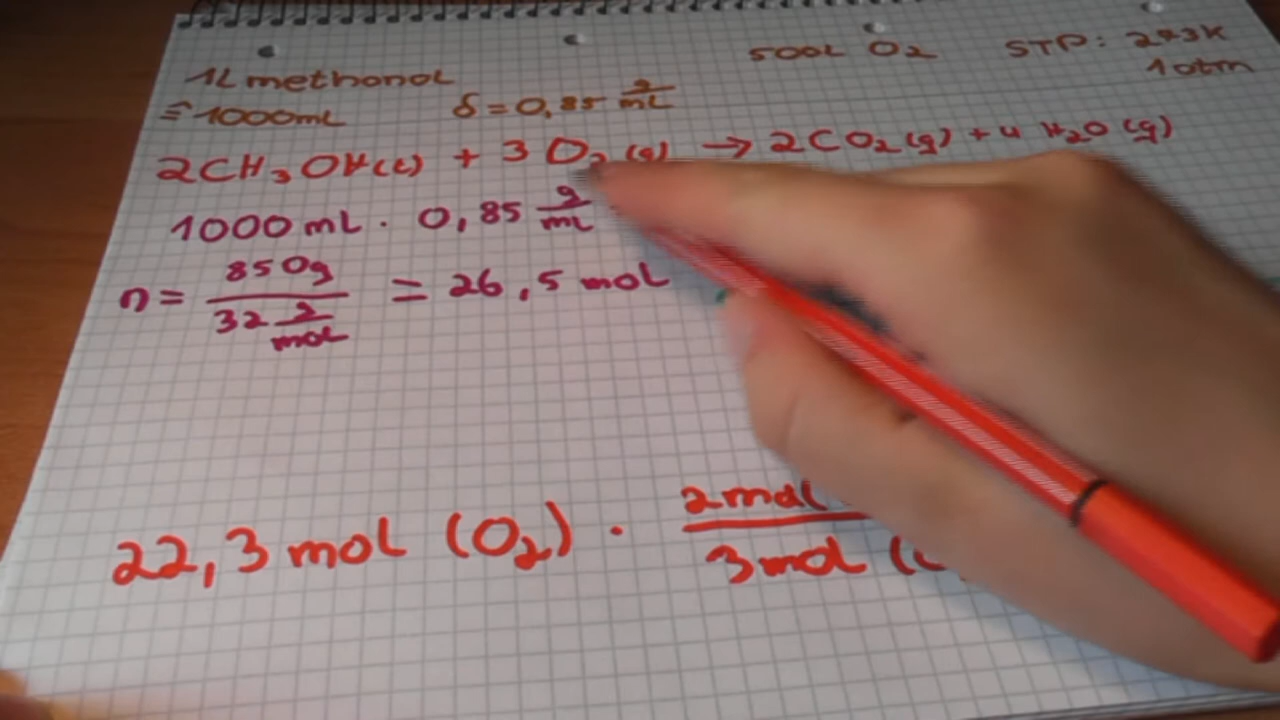 500L O2 STP: 273K
1L methanol 1atm
≙ 1000mL δ = 0,85 g/mL
2CH3OH(l) + 3 O2 (g) → 2CO2(g) + 4 H2O (g)
1000 mL · 0,85 g/mL
n = 850g / 32 g/mol = 26,5 mol
22,3 mol (O2) · 2mol / 3mol (